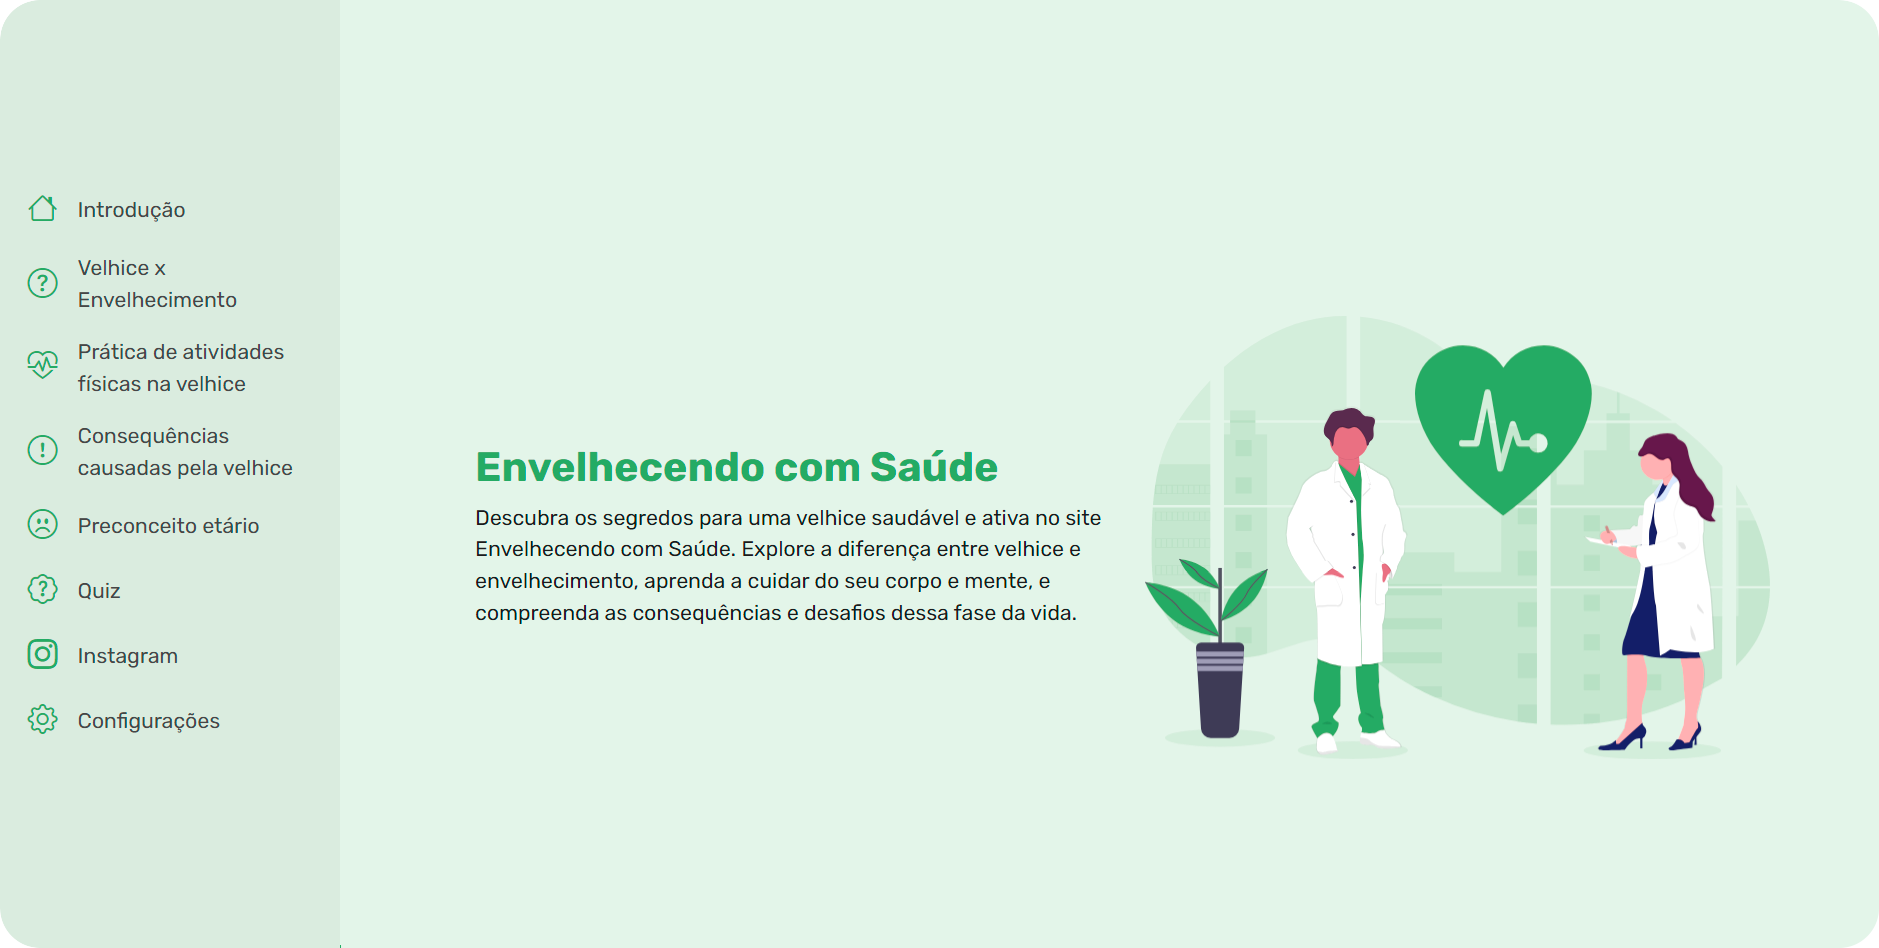 Introdução
Velhice x
Envelhecimento
Prática de atividades
físicas na velhice
Consequências
causadas pela velhice
Preconceito etário
Quiz
Instagram
Configurações
Envelhecendo com Saúde
Descubra os segredos para uma velhice saudável e ativa no site
Envelhecendo com Saúde. Explore a diferença entre velhice e
envelhecimento, aprenda a cuidar do seu corpo e mente, e
compreenda as consequências e desafios dessa fase da vida.